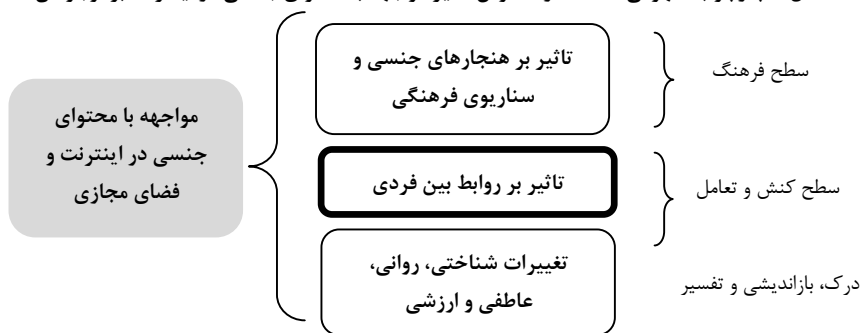 تاثیر بر هنجارهای جنسی و
سناریوی فرهنگی
سطح فرهنگ
مواجهه با محتوای
جنسی در اینترنت و
فضای مجازی
تاثیر بر روابط بین فردی
سطح کنش و تعامل
تغییرات شناختی، روانی،
عاطفی و ارزشی
درک، بازاندیشی و تفسیر